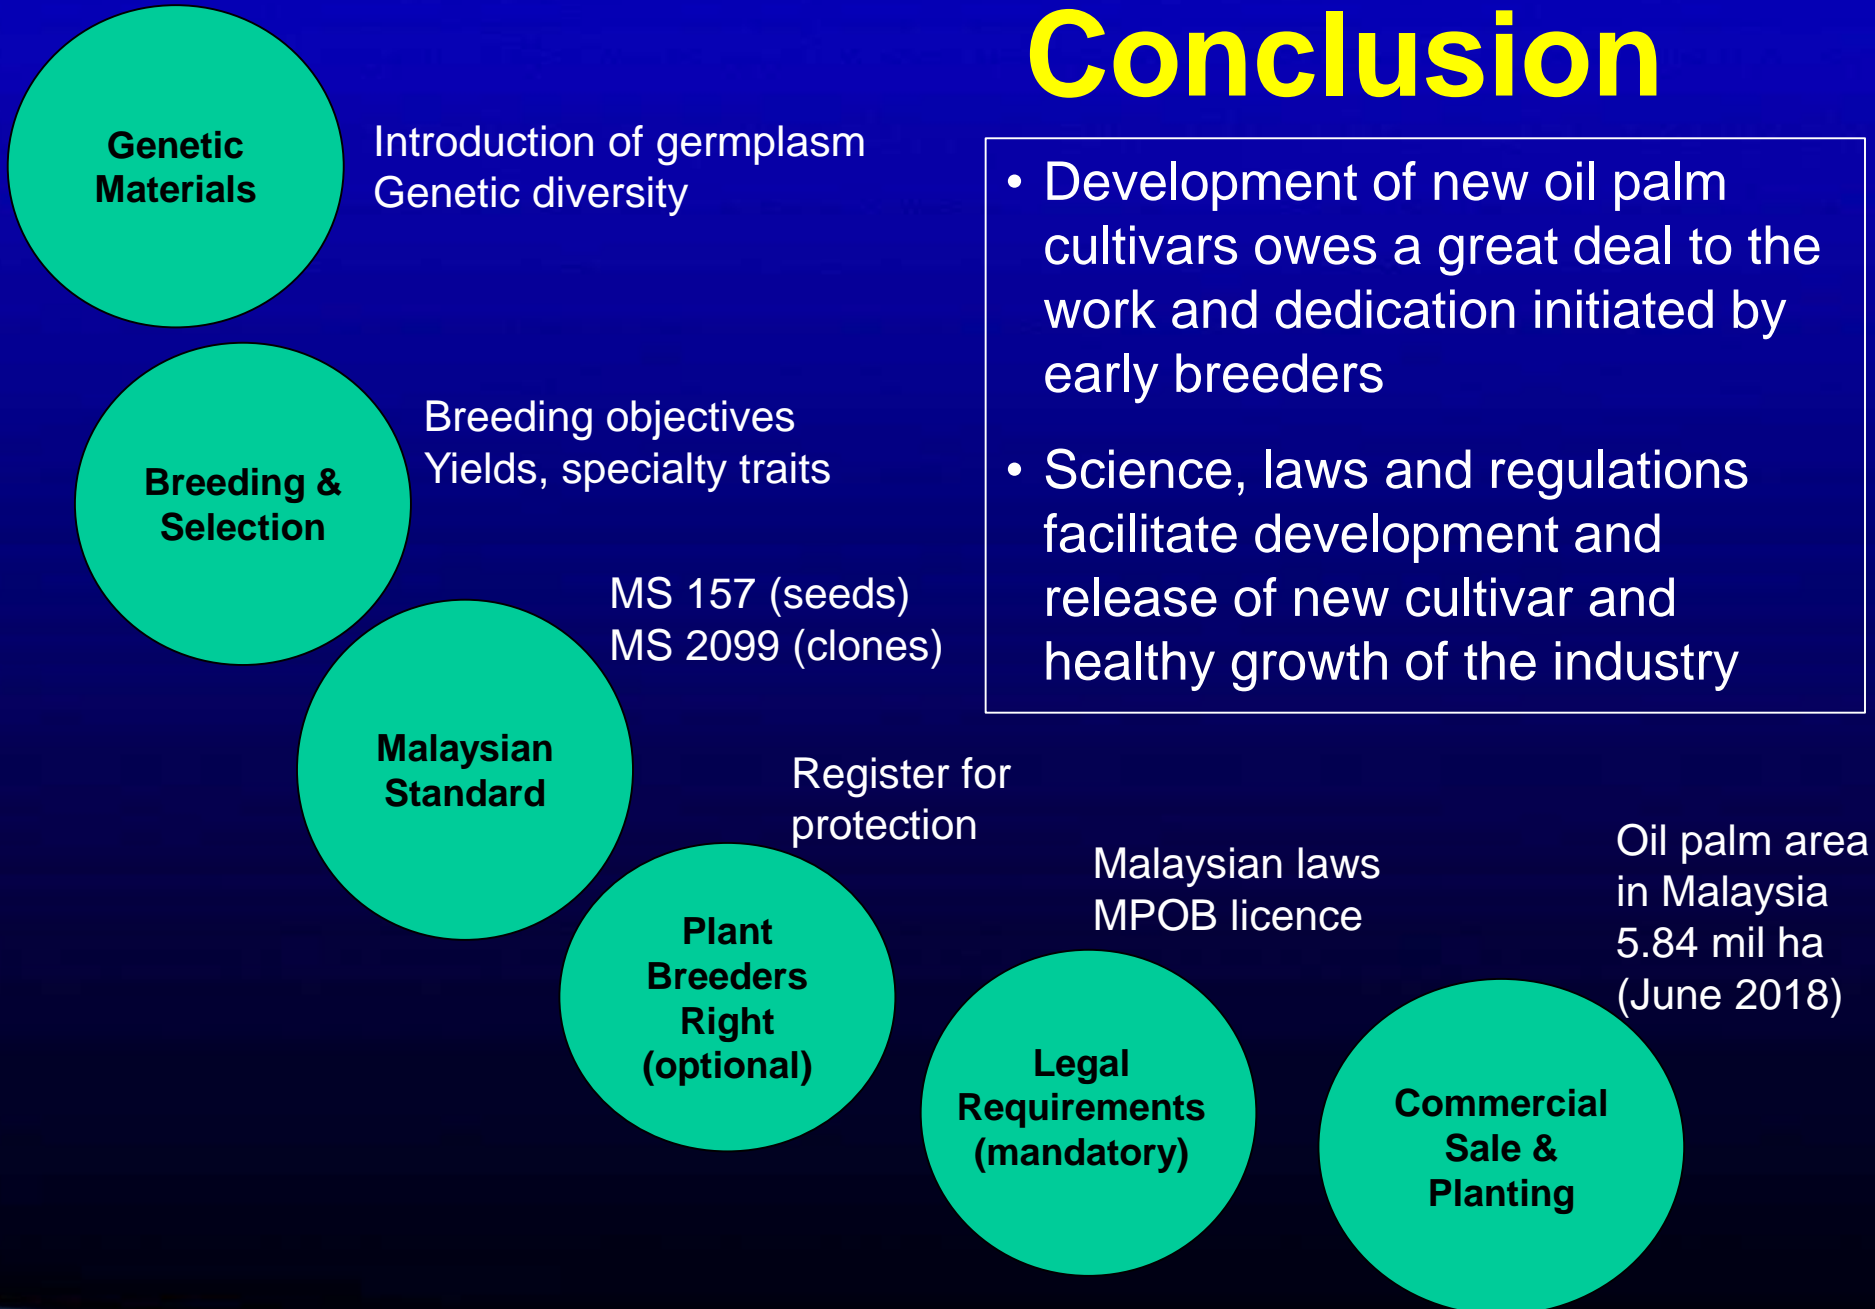 Conclusion
Genetic
Materials
Introduction of germplasm
Genetic diversity
• Development of new oil palm
cultivars owes a great deal to the
work and dedication initiated by
early breeders
• Science, laws and regulations
facilitate development and
release of new cultivar and
healthy growth of the industry
Breeding &
Selection
Breeding objectives
Yields, specialty traits
Malaysian
Standard
MS 157 (seeds)
MS 2099 (clones)
Plant
Breeders
Right
(optional)
Register for
protection
Legal
Requirements
(mandatory)
Malaysian laws
MPOB licence
Commercial
Sale &
Planting
Oil palm area
in Malaysia
5.84 mil ha
(June 2018)